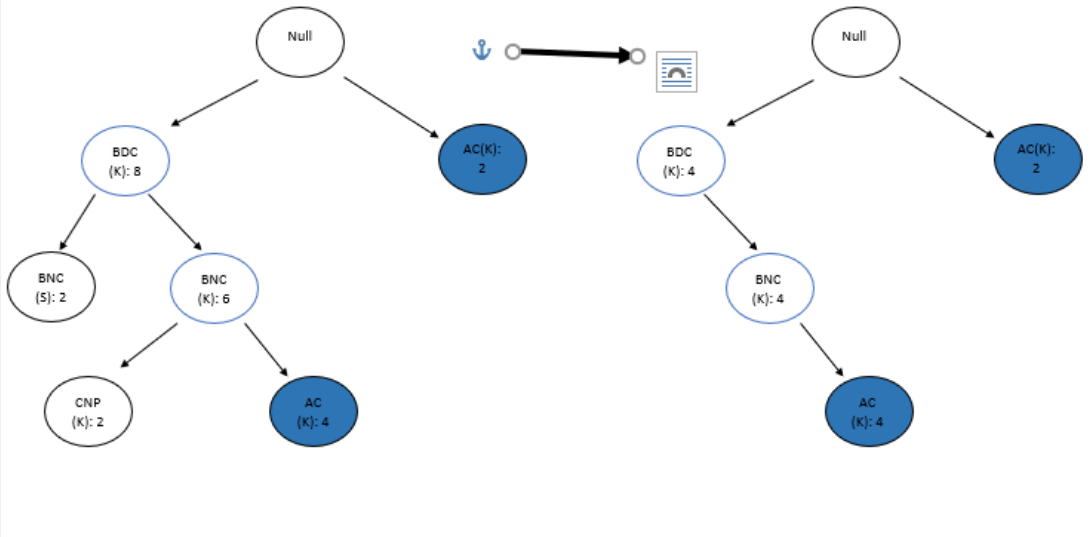 Null
BDC
(K): 8
AC(K):
2
BNC
(S): 2
BNC
(K): 6
CNP
(K): 2
AC
(K): 4
Null
BDC
(K): 4
AC(K):
2
BNC
(K): 4
AC
(K): 4